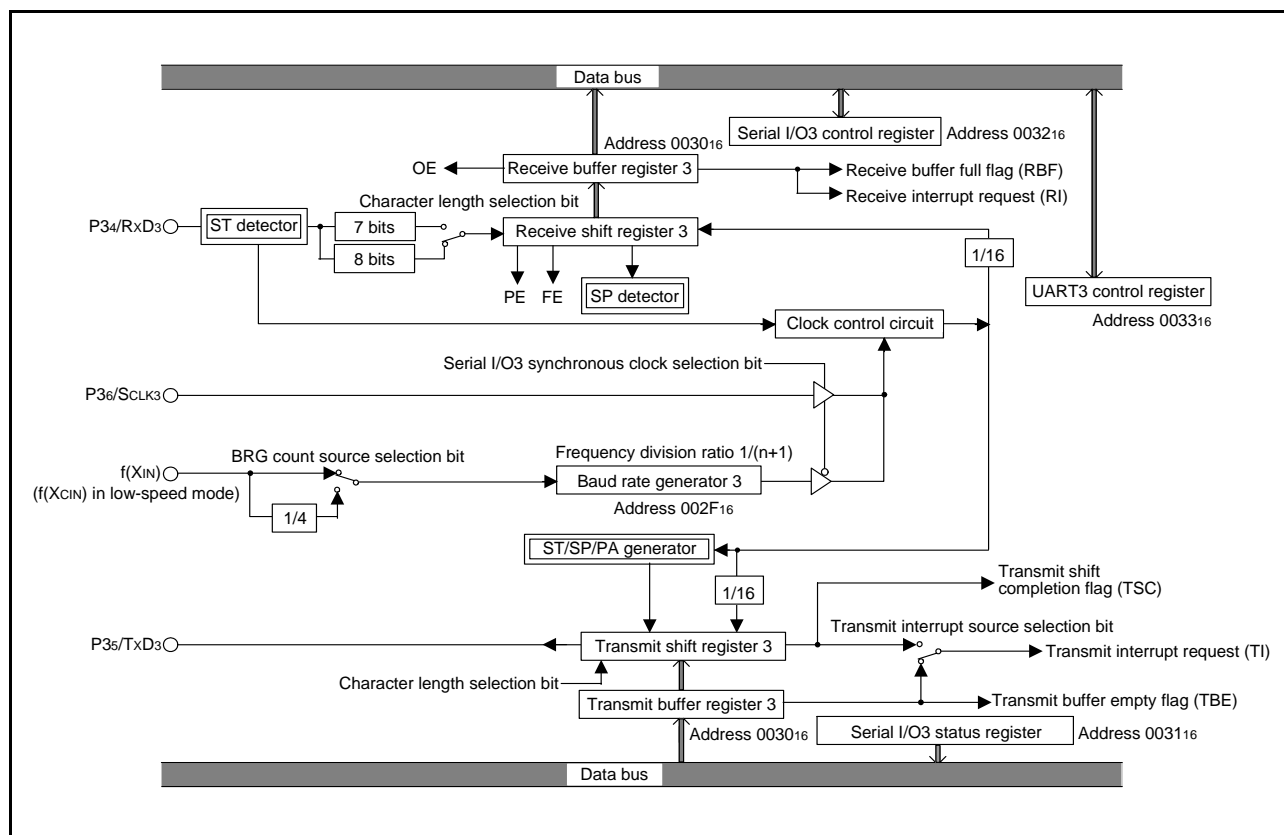 Data bus
Serial I/O3 control register
Address 003216
Address 003016
OE
Receive buffer register 3
Receive buffer full flag (RBF)
Receive interrupt request (RI)
Character length selection bit
P34/RXD3
ST detector
7 bits
8 bits
Receive shift register 3
1/16
PE
FE
SP detector
UART3 control register
Address 003316
Clock control circuit
Serial I/O3 synchronous clock selection bit
P36/SCLK3
BRG count source selection bit
Frequency division ratio 1/(n+1)
f(XIN)
(f(XCIN) in low-speed mode)
Baud rate generator 3
Address 002F16
1/4
ST/SP/PA generator
1/16
Transmit shift
completion flag (TSC)
Transmit interrupt source selection bit
P35/TXD3
Transmit shift register 3
Transmit interrupt request (TI)
Character length selection bit
Transmit buffer register 3
Transmit buffer empty flag (TBE)
Address 003016
Serial I/O3 status register
Address 003116
Data bus